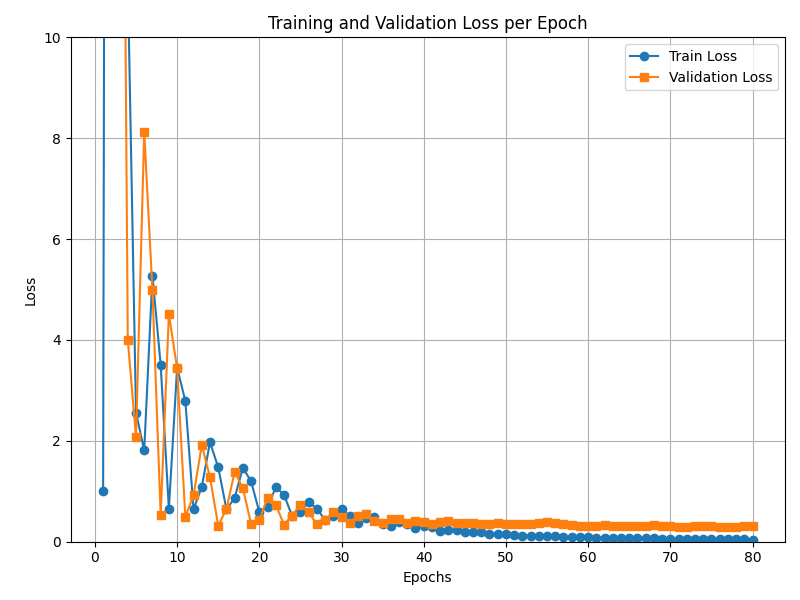 Training and Validation Loss per Epoch
Train Loss
Validation Loss
10
8
6
4
2
0
Loss
0 10 20 30 40 50 60 70 80
Epochs